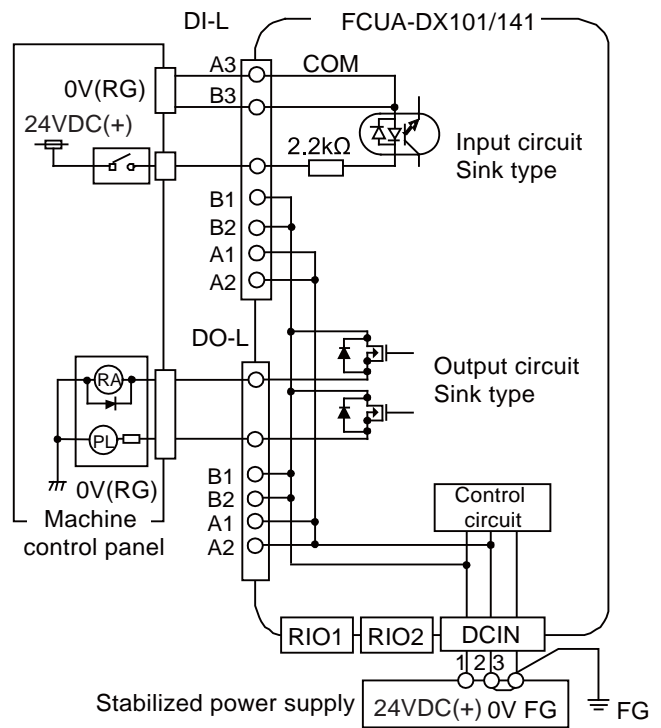 DI-L
FCUA-DX101/141
A3
COM
0V(RG)
B3
24VDC(+)
2.2kΩ
Input circuit
Sink type
B1
B2
A1
A2
DO-L
RA
Output circuit
Sink type
PL
0V(RG)
B1
B2
A1
A2
Machine
control panel
Control
circuit
RIO1
RIO2
DCIN
1 2 3
Stabilized power supply
24VDC(+) 0V FG
FG